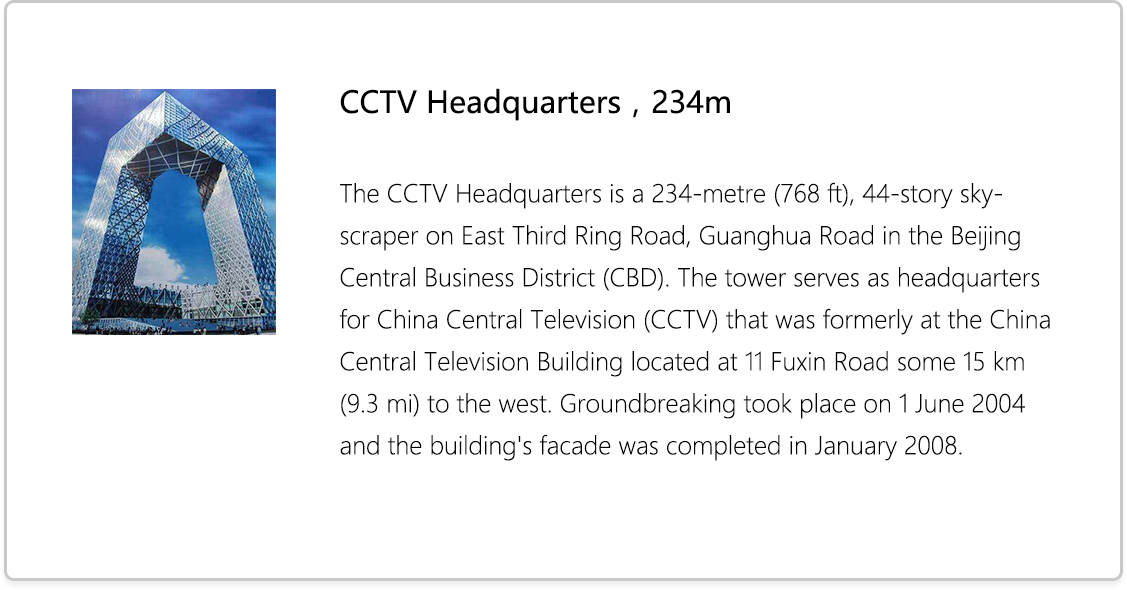 CCTV Headquarters，234m
The CCTV Headquarters is a 234-metre (768 ft), 44-story sky-
scraper on East Third Ring Road, Guanghua Road in the Beijing
Central Business District (CBD). The tower serves as headquarters
for China Central Television (CCTV) that was formerly at the China
Central Television Building located at 11 Fuxin Road some 15 km
(9.3 mi) to the west. Groundbreaking took place on 1 June 2004
and the building's facade was completed in January 2008.